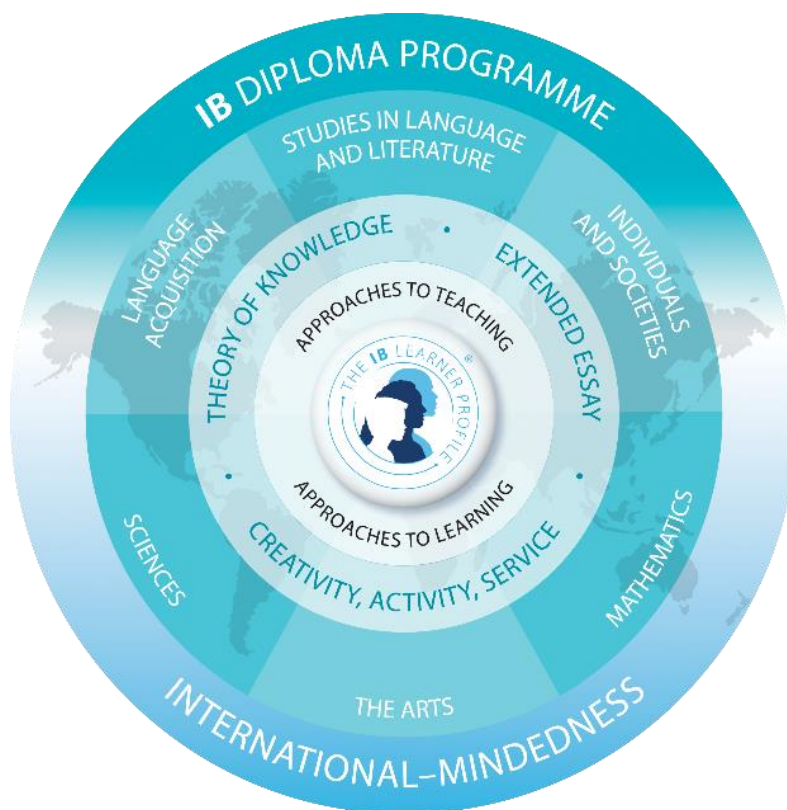 IB DIPLOMA PROGRAMME
STUDIES IN LANGUAGE
AND LITERATURE
LANGUAGE
ACQUISITION
INDIVIDUALS
AND SOCIETIES
THEORY OF KNOWLEDGE
•
EXTENDED ESSAY
APPROACHES TO TEACHING
THE IB LEARNER PROFILE
®
APPROACHES TO LEARNING
•
CREATIVITY, ACTIVITY, SERVICE
•
SCIENCES
MATHEMATICS
THE ARTS
INTERNATIONAL–MINDEDNESS